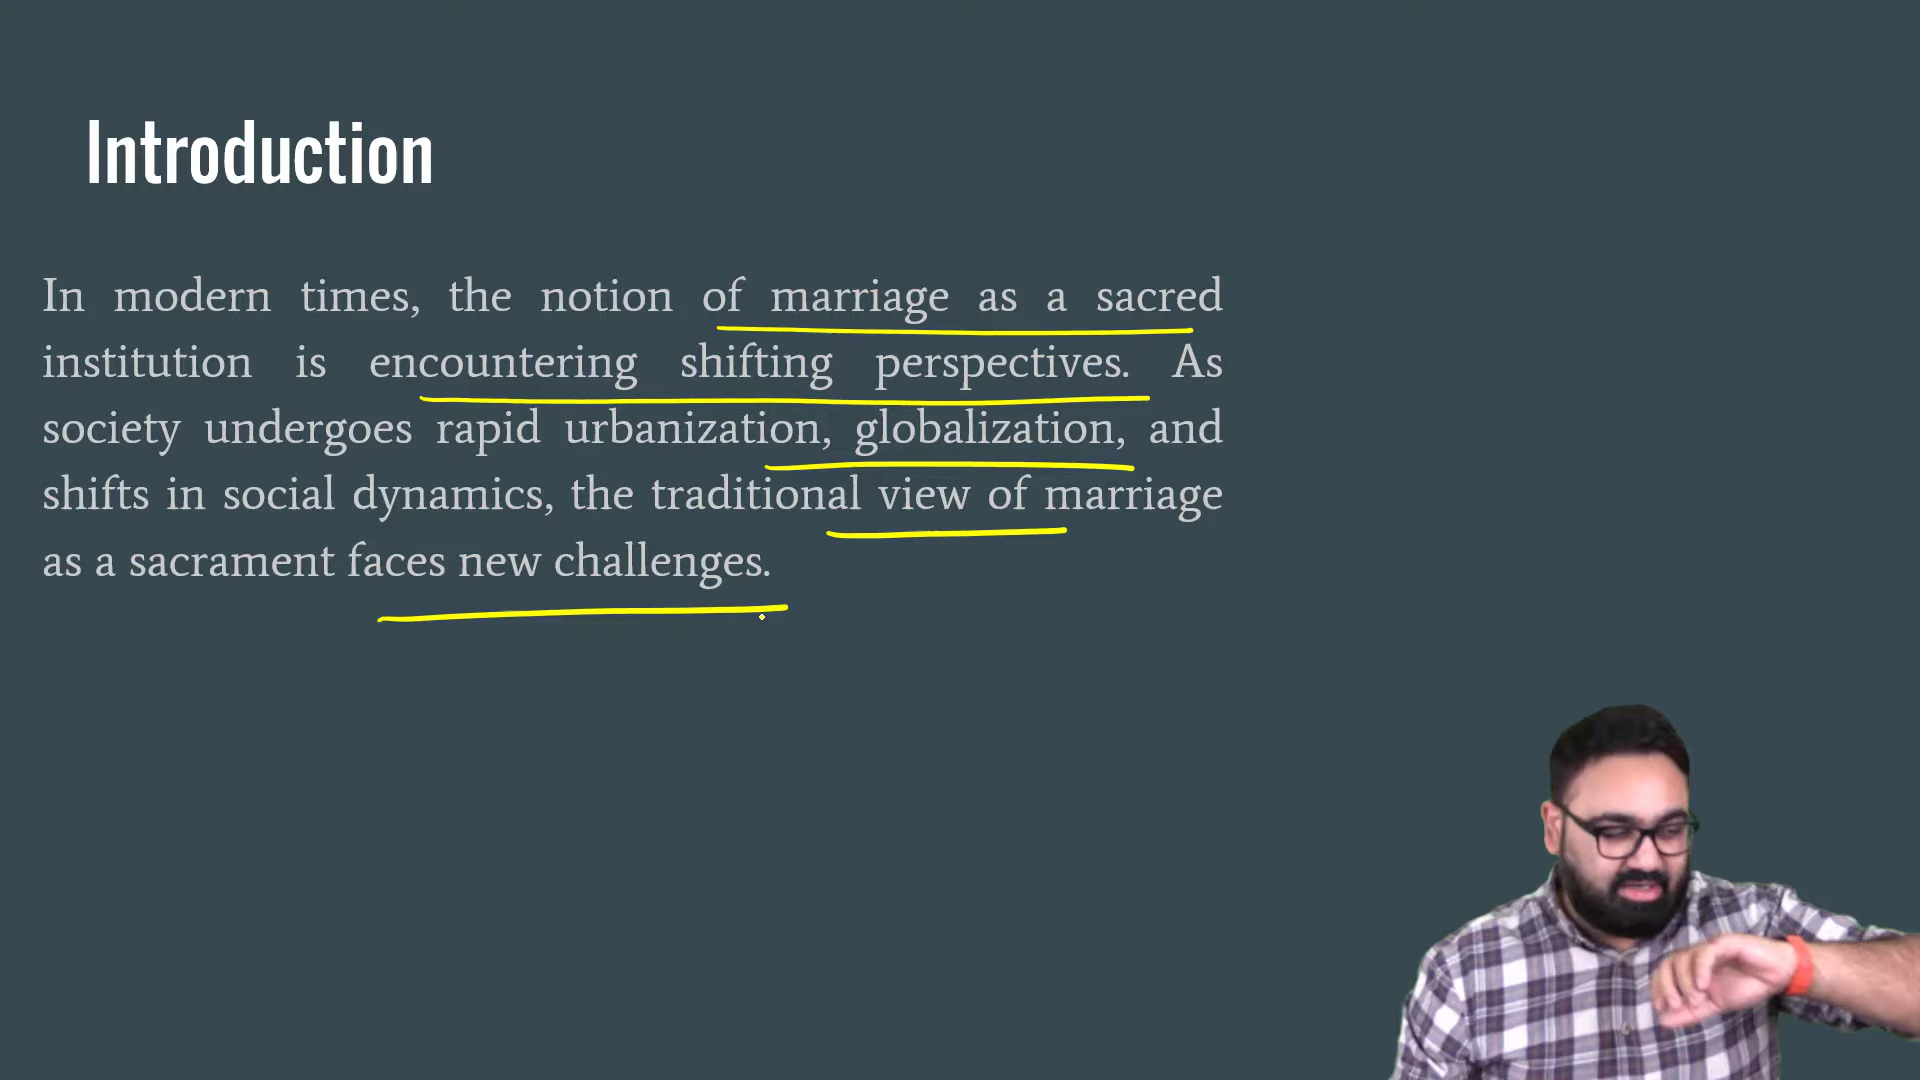 Introduction
In modern times, the notion of marriage as a sacred
institution is encountering shifting perspectives. As
society undergoes rapid urbanization, globalization, and
shifts in social dynamics, the traditional view of marriage
as a sacrament faces new challenges.